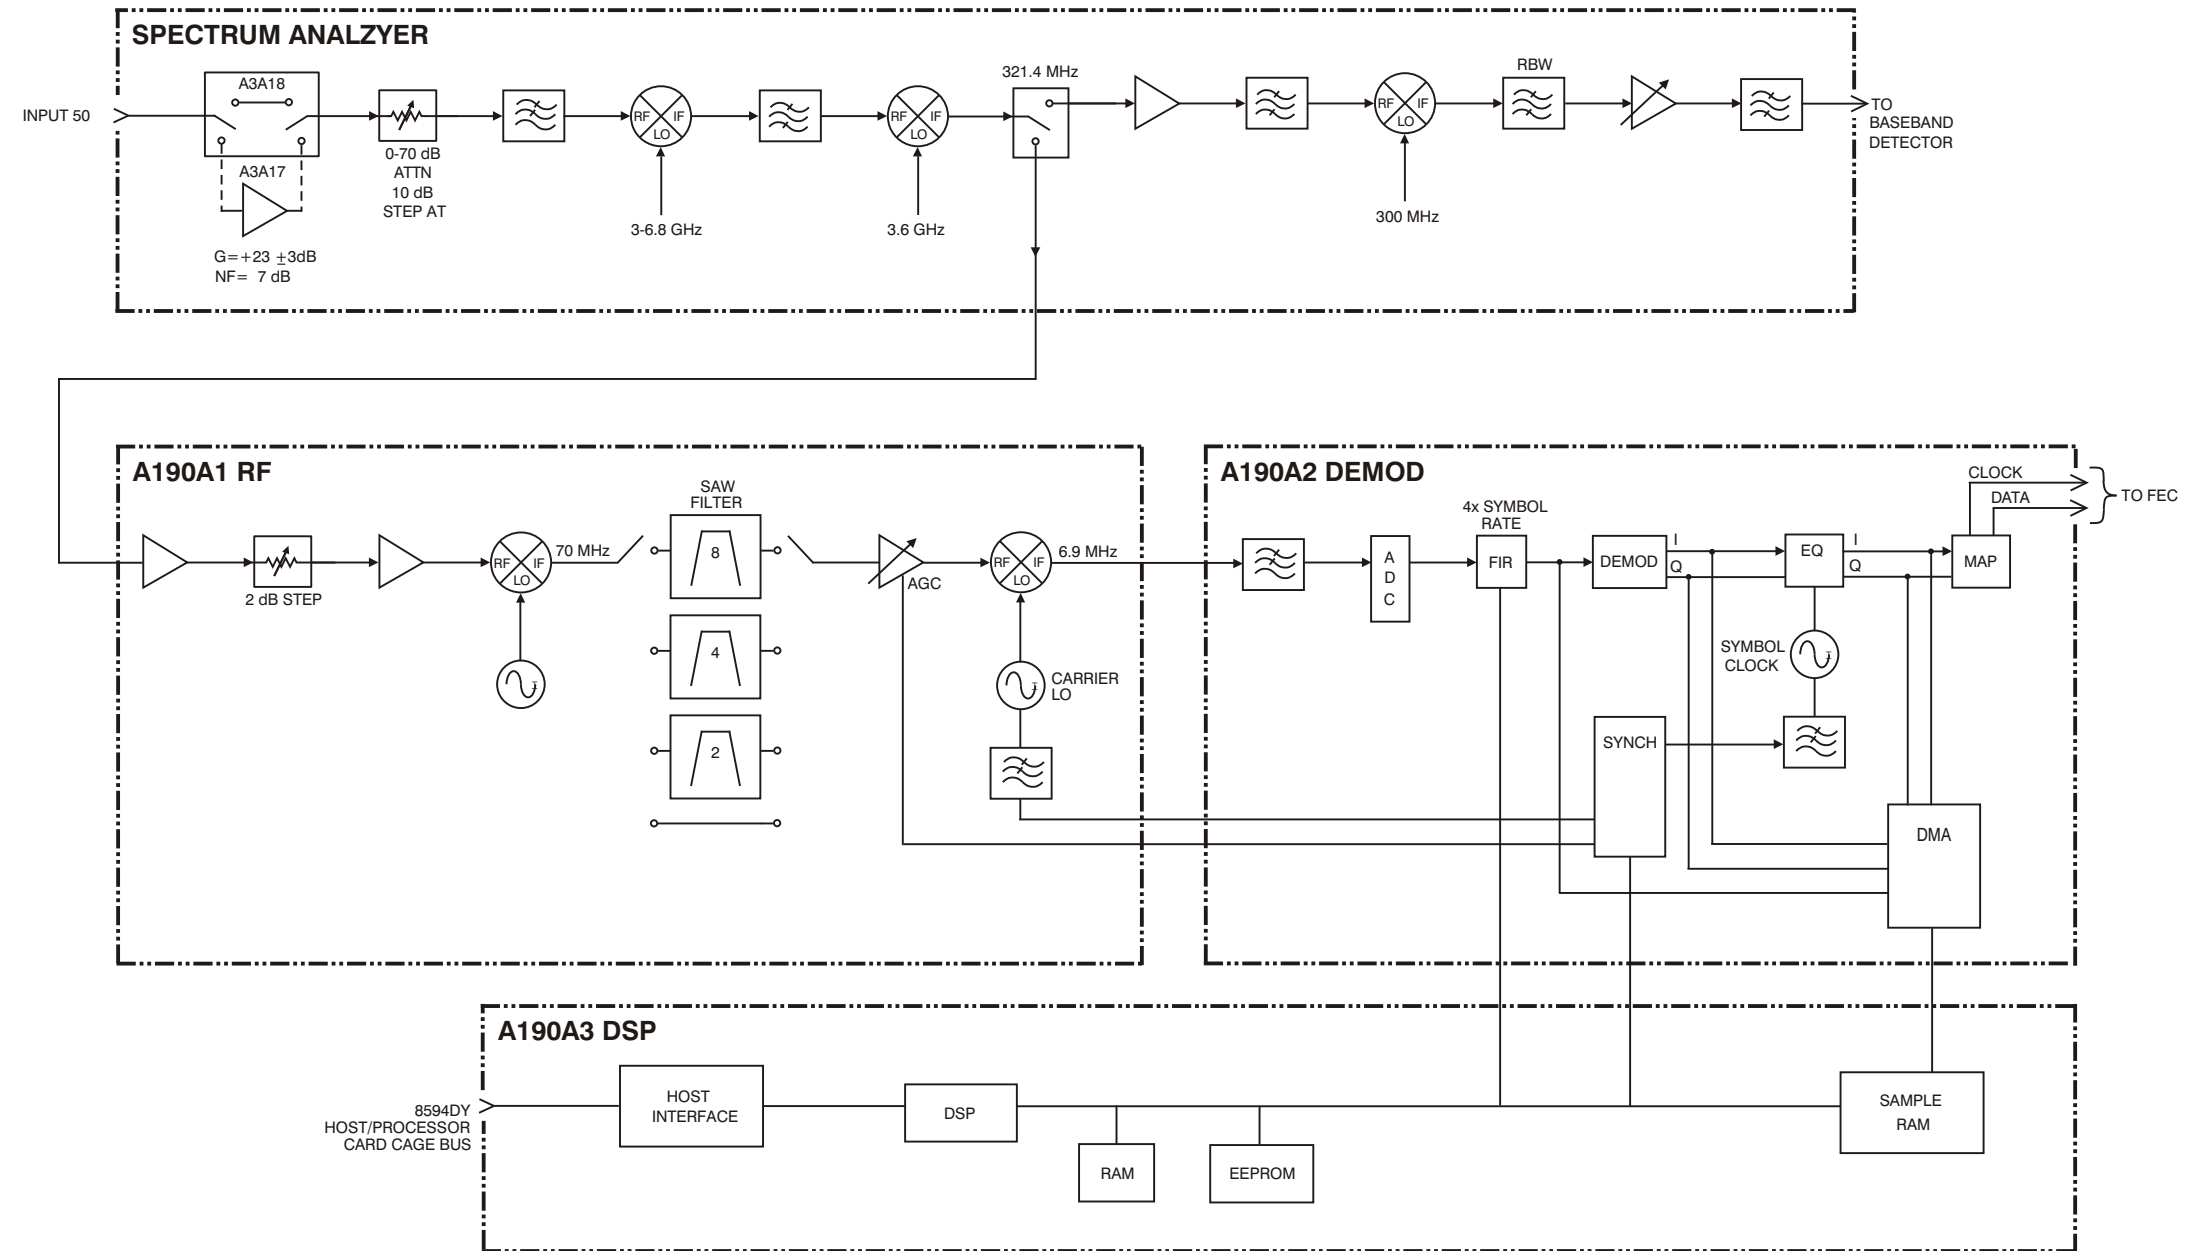 SPECTRUM ANALZYER
INPUT 50
A3A18
A3A17
G=+23 ±3dB
NF= 7 dB
0-70 dB
ATTN
10 dB
STEP AT
RF
IF
LO
3-6.8 GHz
RF
IF
LO
3.6 GHz
321.4 MHz
RF
IF
LO
300 MHz
RBW
TO
BASEBAND
DETECTOR
A190A1 RF
2 dB STEP
RF
IF
LO
70 MHz
SAW
FILTER
8
4
2
AGC
RF
IF
LO
6.9 MHz
CARRIER
LO
A190A2 DEMOD
A
D
C
4x SYMBOL
RATE
FIR
DEMOD
I
Q
EQ
I
Q
MAP
CLOCK
DATA
TO FEC
SYMBOL
CLOCK
SYNCH
DMA
A190A3 DSP
8594DY
HOST/PROCESSOR
CARD CAGE BUS
HOST
INTERFACE
DSP
RAM
EEPROM
SAMPLE
RAM